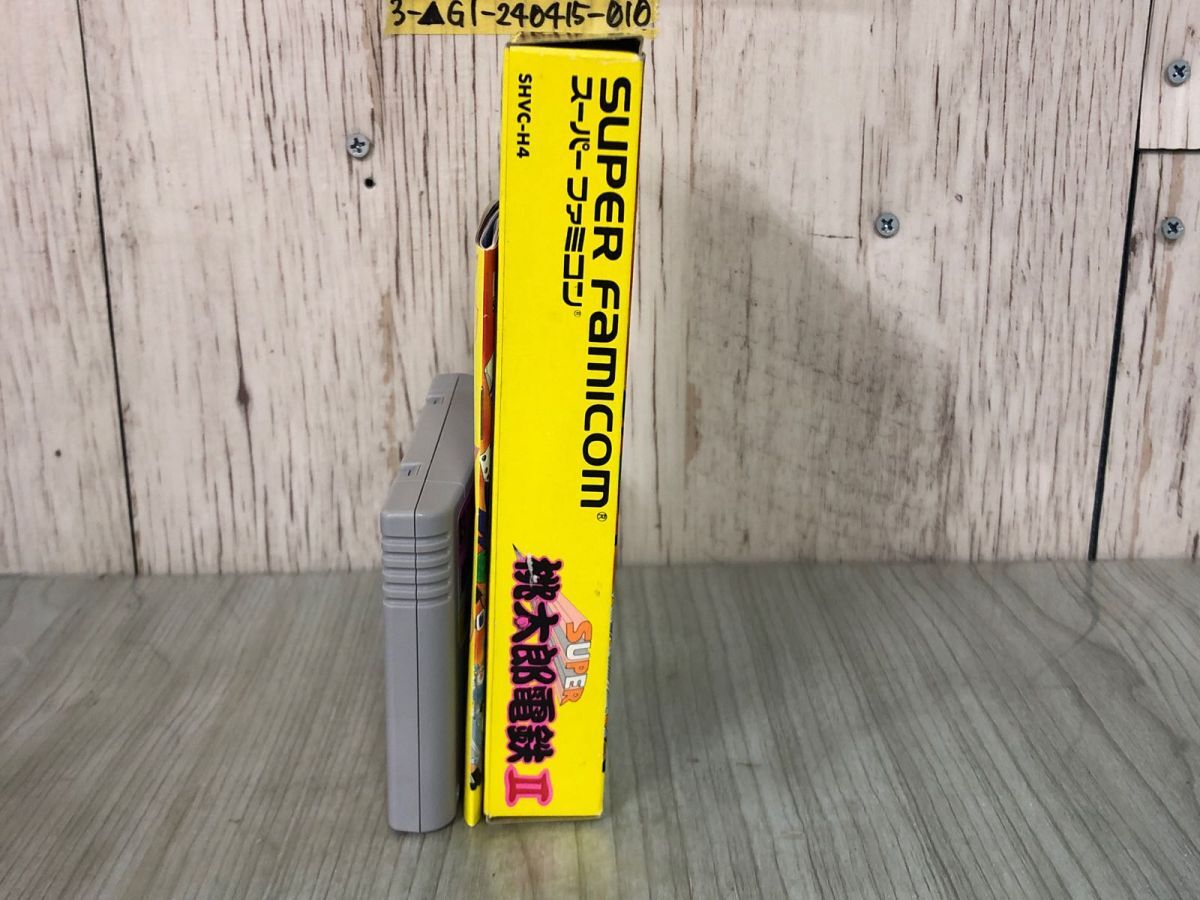 3-▲G1-240415-010
SUPER FAMICOM®
スーパーファミコン®
SHVC-H4
SUPER
桃太郎電鉄II